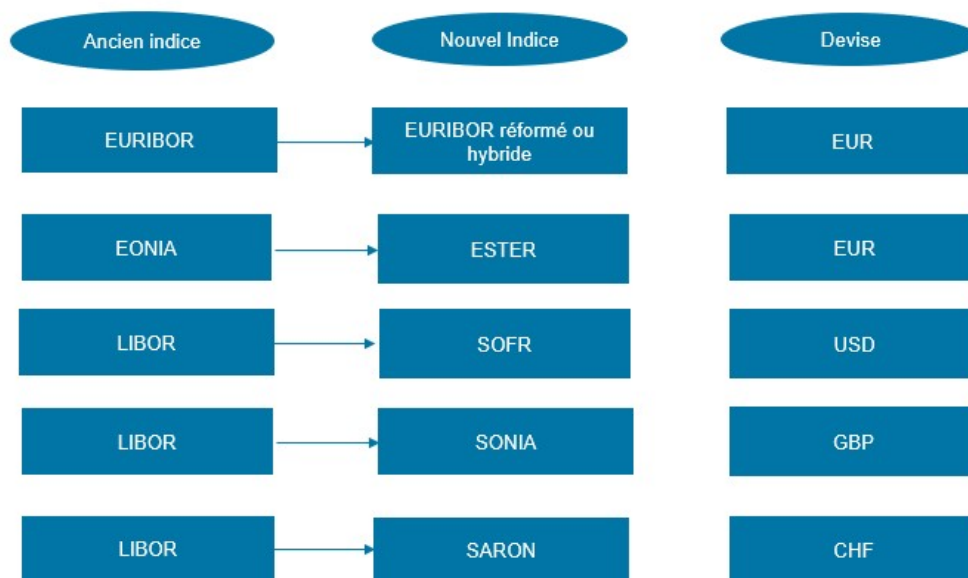 Ancien indice
Nouvel Indice
Devise
EURIBOR
EURIBOR réformé ou
hybride
EUR
EONIA
ESTER
EUR
LIBOR
SOFR
USD
LIBOR
SONIA
GBP
LIBOR
SARON
CHF